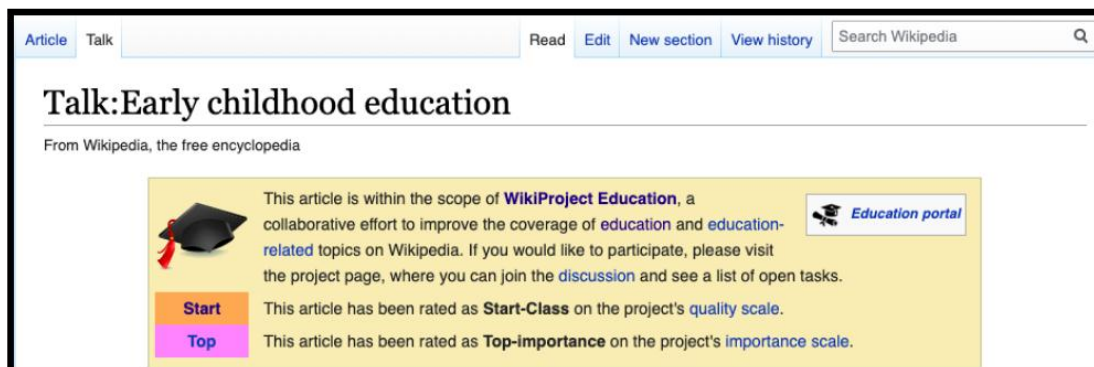 Article Talk Read Edit New section View history Search Wikipedia
Talk:Early childhood education
From Wikipedia, the free encyclopedia
This article is within the scope of WikiProject Education, a
collaborative effort to improve the coverage of education and education-
related topics on Wikipedia. If you would like to participate, please visit
the project page, where you can join the discussion and see a list of open tasks.
Education portal
Start This article has been rated as Start-Class on the project's quality scale.
Top This article has been rated as Top-importance on the project's importance scale.